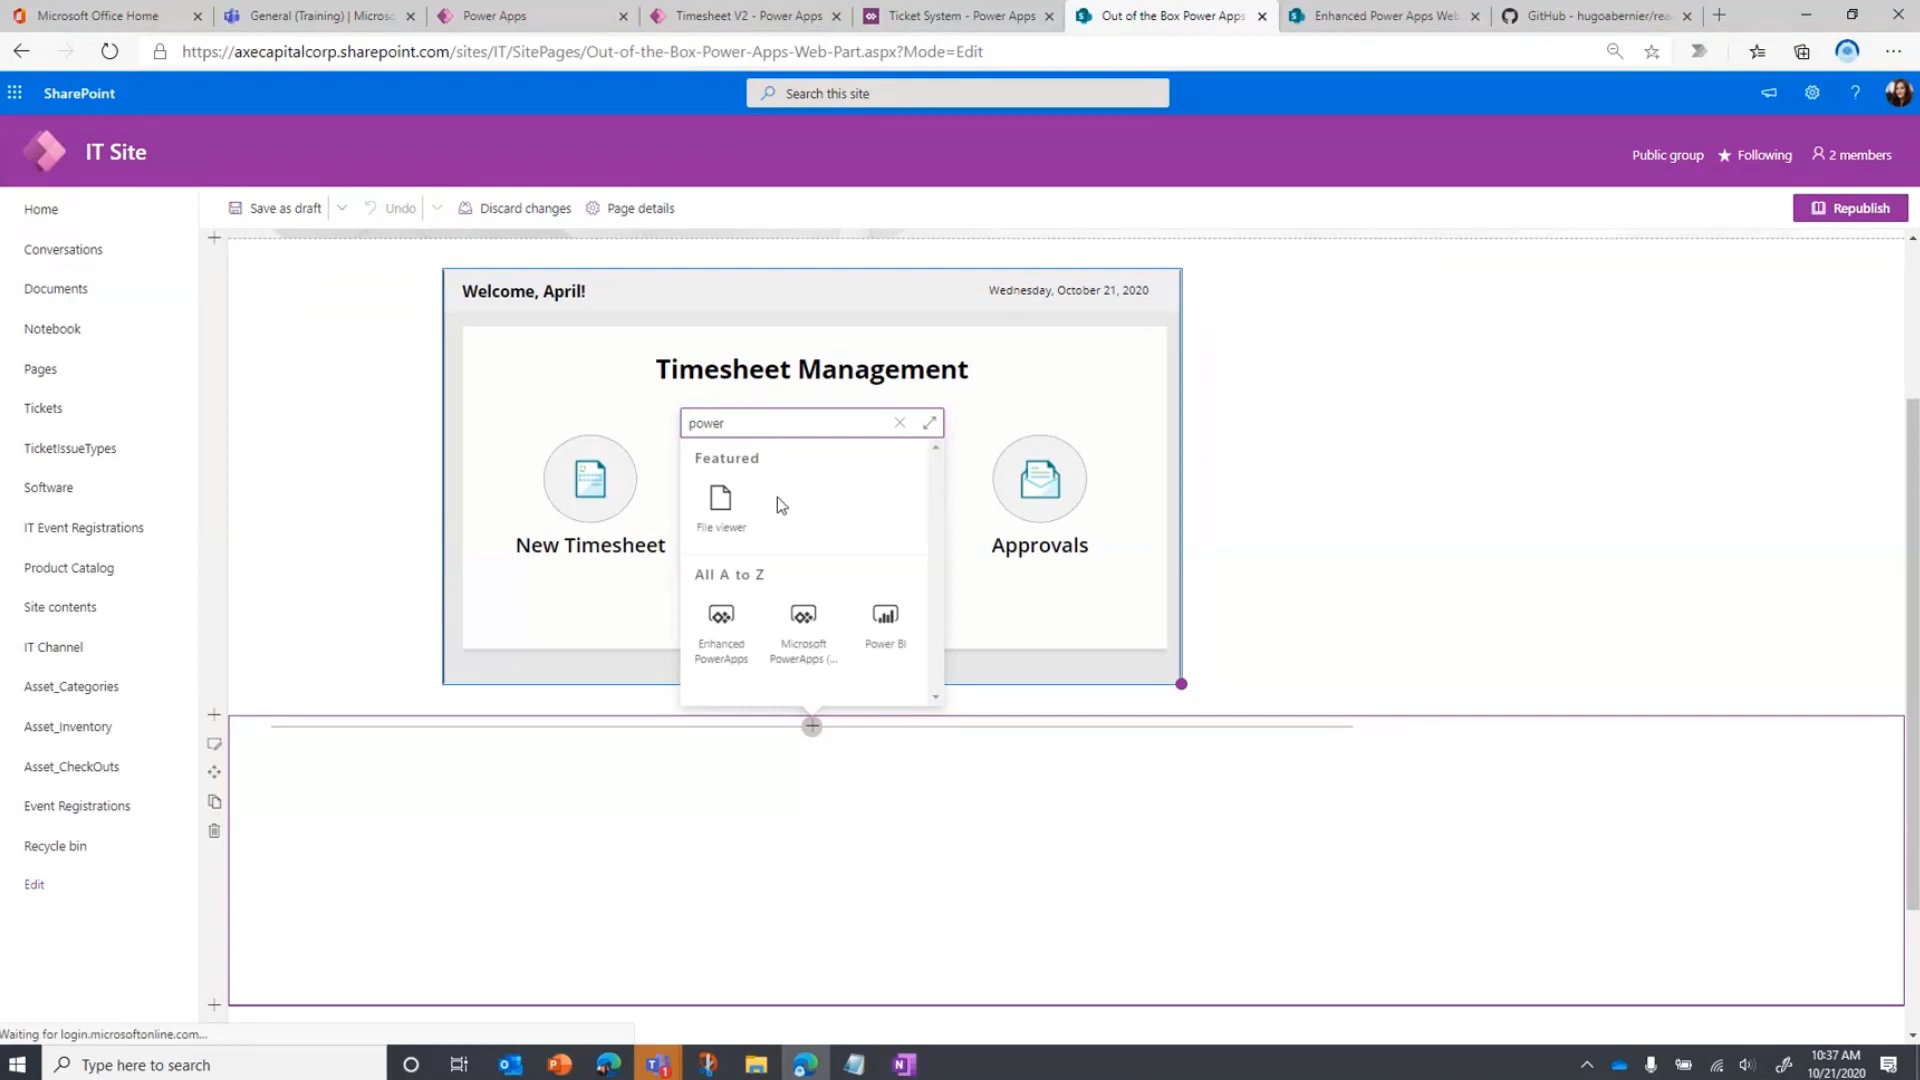 Microsoft Office Home
General (Training) | Microsc
Power Apps
Timesheet V2 - Power Apps
Ticket System - Power Apps
Out of the Box Power Apps
Enhanced Power Apps Web
GitHub - hugoabernier/rea
https://axecapitalcorp.sharepoint.com/sites/IT/SitePages/Out-of-the-Box-Power-Apps-Web-Part.aspx?Mode=Edit
SharePoint
Search this site
IT Site
Public group
Following
2 members
Save as draft
Undo
Discard changes
Page details
Republish
Home
Conversations
Documents
Notebook
Pages
Tickets
TicketIssueTypes
Software
IT Event Registrations
Product Catalog
Site contents
IT Channel
Asset_Categories
Asset_Inventory
Asset_CheckOuts
Event Registrations
Recycle bin
Edit
Welcome, April!
Wednesday, October 21, 2020
Timesheet Management
New Timesheet
Approvals
power
Featured
File viewer
All A to Z
Enhanced
PowerApps
Microsoft
PowerApps (...
Power BI
Waiting for login.microsoftonline.com...
Type here to search
10:37 AM
10/21/2020